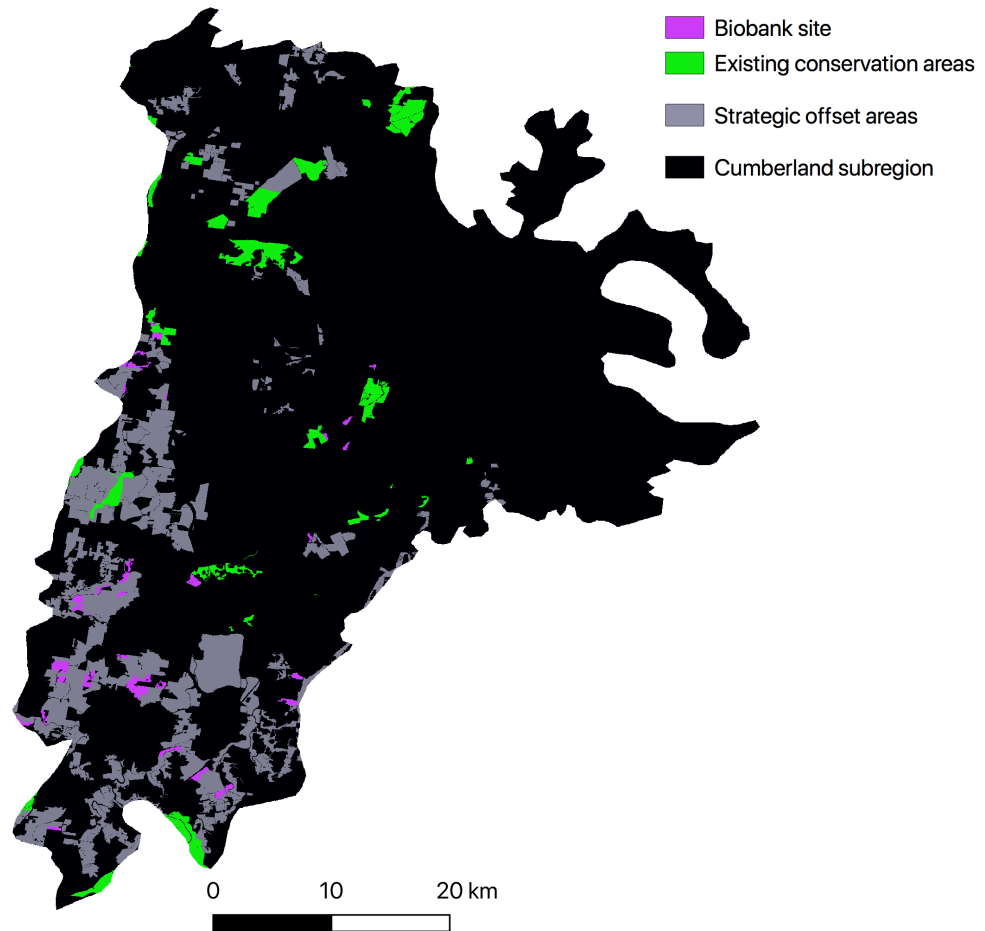 Biobank site
Existing conservation areas
Strategic offset areas
Cumberland subregion
0 10 20 km